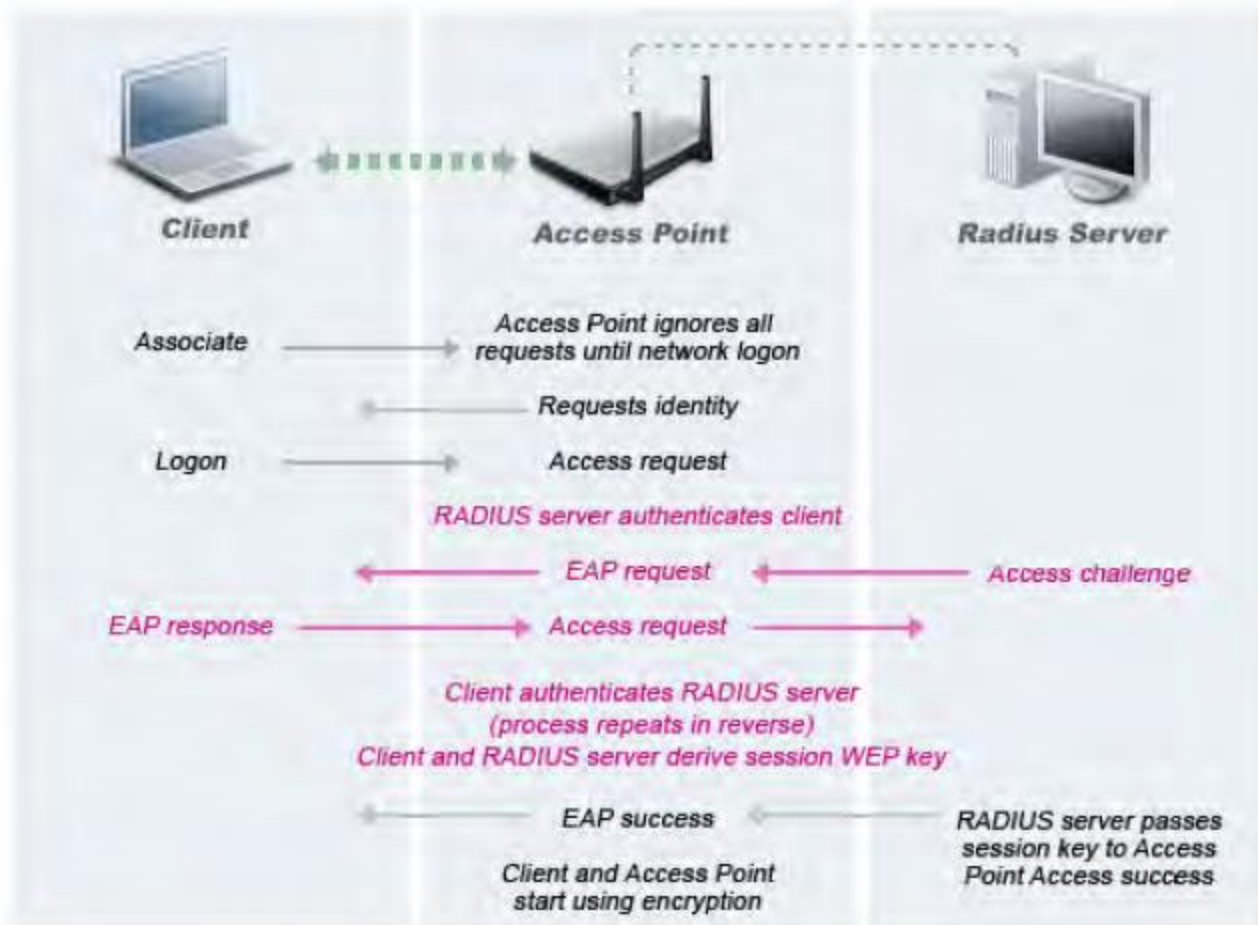 Client
Access Point
Radius Server
Associate
Access Point ignores all
requests until network logon
Requests identity
Logon
Access request
RADIUS server authenticates client
EAP request
Access challenge
EAP response
Access request
Client authenticates RADIUS server
(process repeats in reverse)
Client and RADIUS server derive session WEP key
EAP success
RADIUS server passes
session key to Access
Point Access success
Client and Access Point
start using encryption